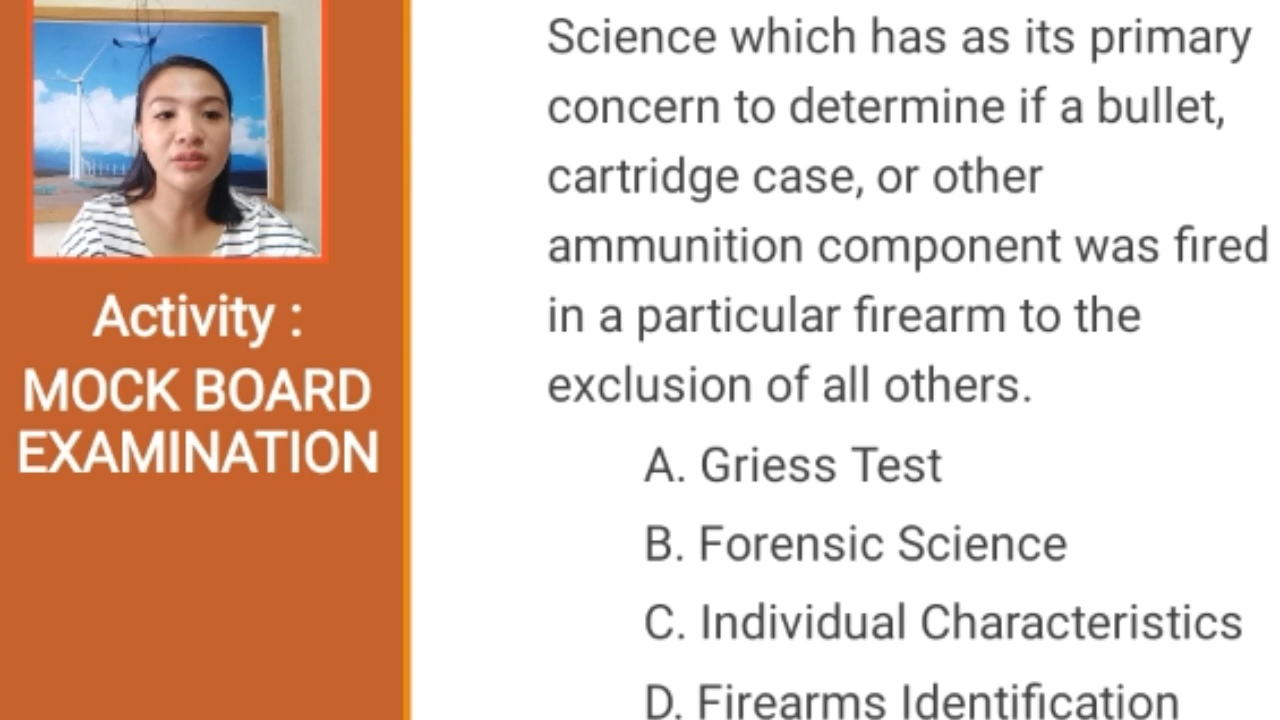 Activity :
MOCK BOARD
EXAMINATION
Science which has as its primary
concern to determine if a bullet,
cartridge case, or other
ammunition component was fired
in a particular firearm to the
exclusion of all others.
A. Griess Test
B. Forensic Science
C. Individual Characteristics
D. Firearms Identification